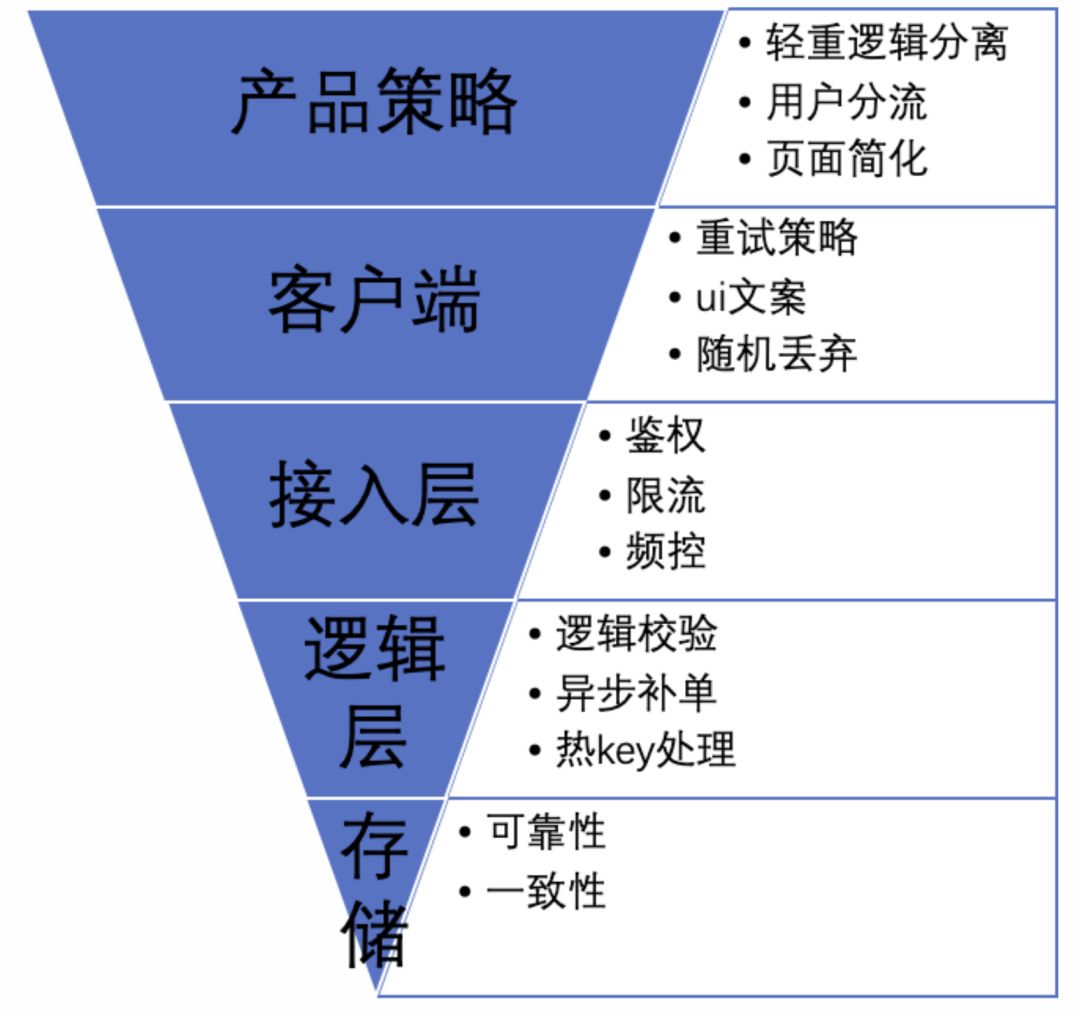 产品策略
• 轻重逻辑分离
• 用户分流
• 页面简化
客户端
• 重试策略
• ui文案
• 随机丢弃
接入层
• 鉴权
• 限流
• 频控
逻辑
层
• 逻辑校验
• 异步补单
• 热key处理
存
储
• 可靠性
• 一致性